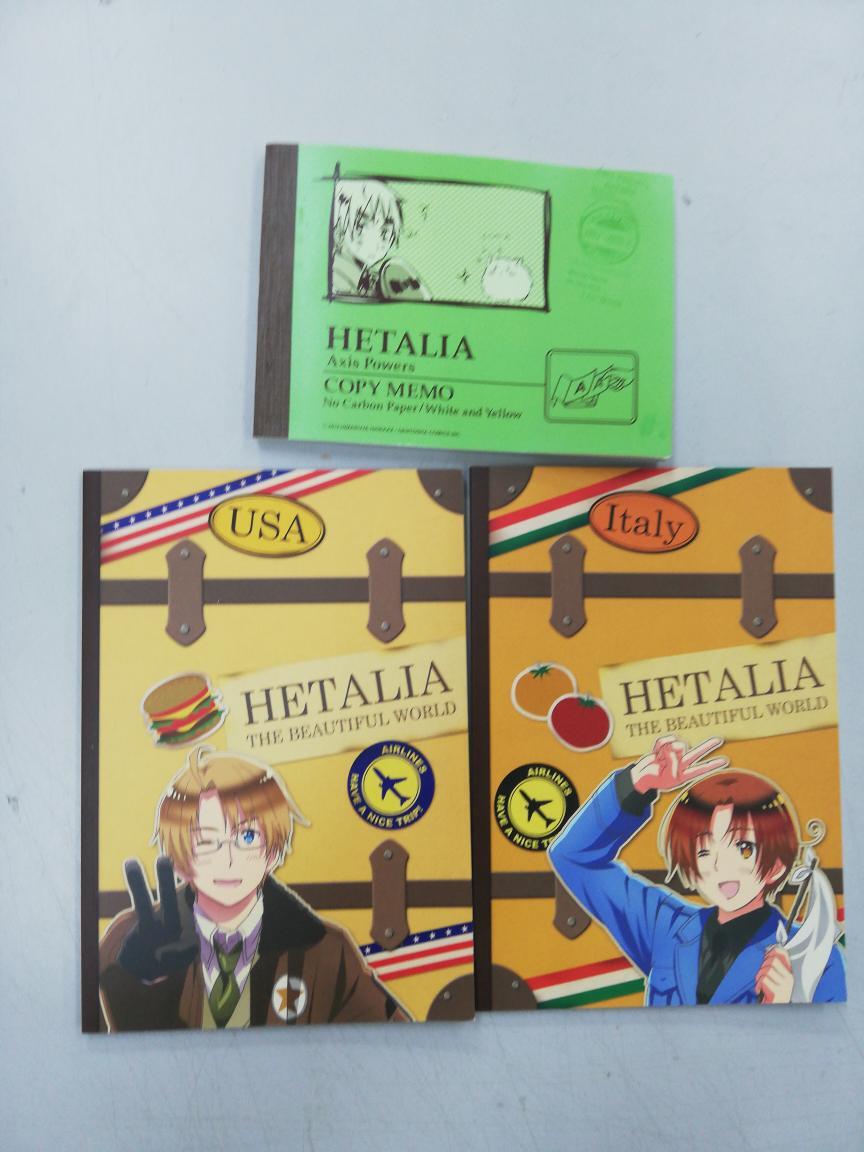 HETALIA
Axis Powers
COPY MEMO
No Carbon Paper/White and Yellow
A
USA
HETALIA
THE BEAUTIFUL WORLD
AIRLINES
HAVE A NICE TRIP!
Italy
HETALIA
THE BEAUTIFUL WORLD
AIRLINES
HAVE A NICE